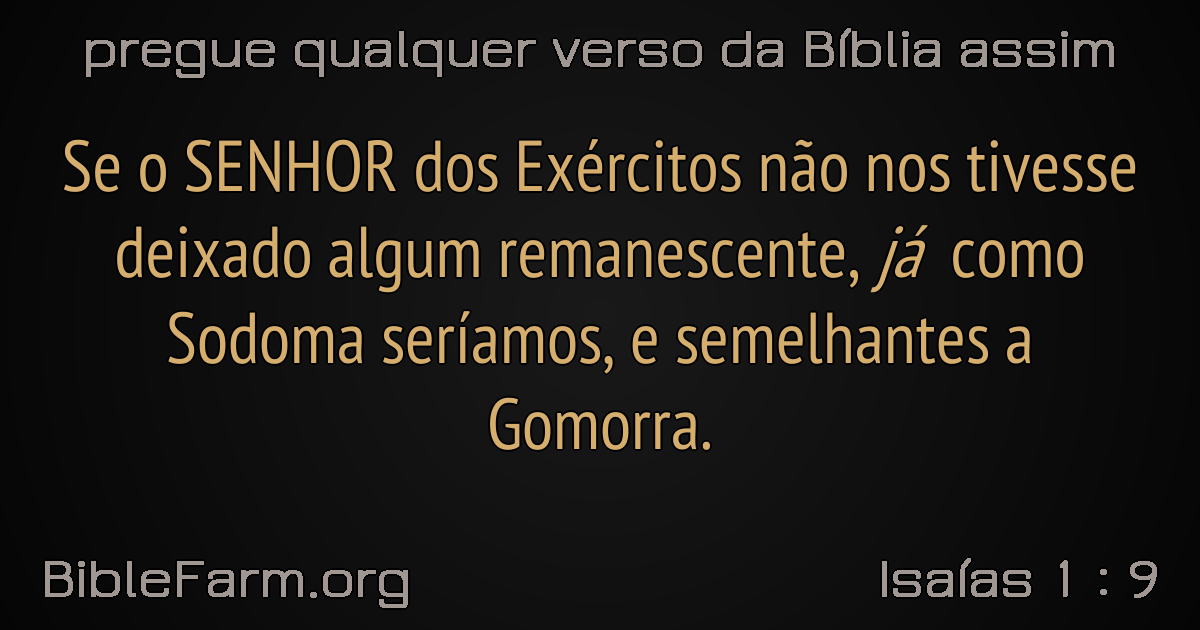 pregue qualquer verso da Bíblia assim
Se o SENHOR dos Exércitos não nos tivesse
deixado algum remanescente, já como
Sodoma seríamos, e semelhantes a
Gomorra.
BibleFarm.org
Isaías 1 : 9